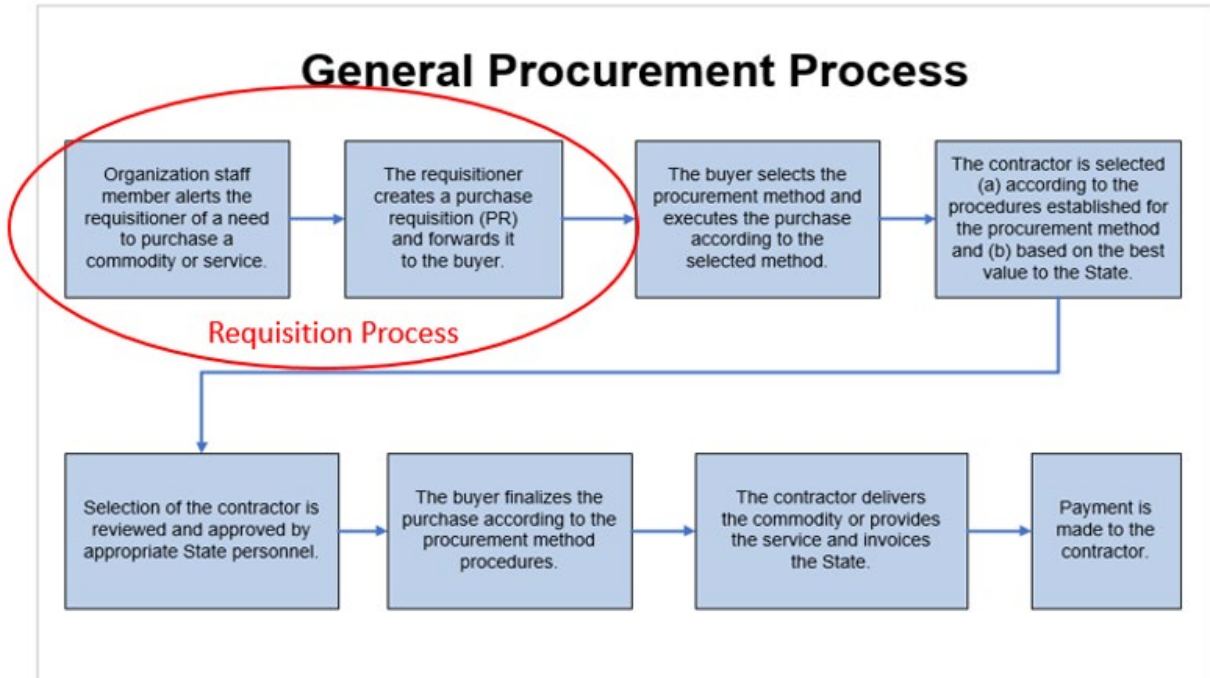 General Procurement Process
Organization staff
member alerts the
requisitioner of a need
to purchase a
commodity or service.
The requisitioner
creates a purchase
requisition (PR)
and forwards it
to the buyer.
The buyer selects the
procurement method and
executes the purchase
according to the
selected method.
The contractor is selected
(a) according to the
procedures established for
the procurement method
and (b) based on the best
value to the State.
Requisition Process
Selection of the contractor is
reviewed and approved by
appropriate State personnel.
The buyer finalizes the
purchase according to the
procurement method
procedures.
The contractor delivers
the commodity or provides
the service and invoices
the State.
Payment is
made to the
contractor.